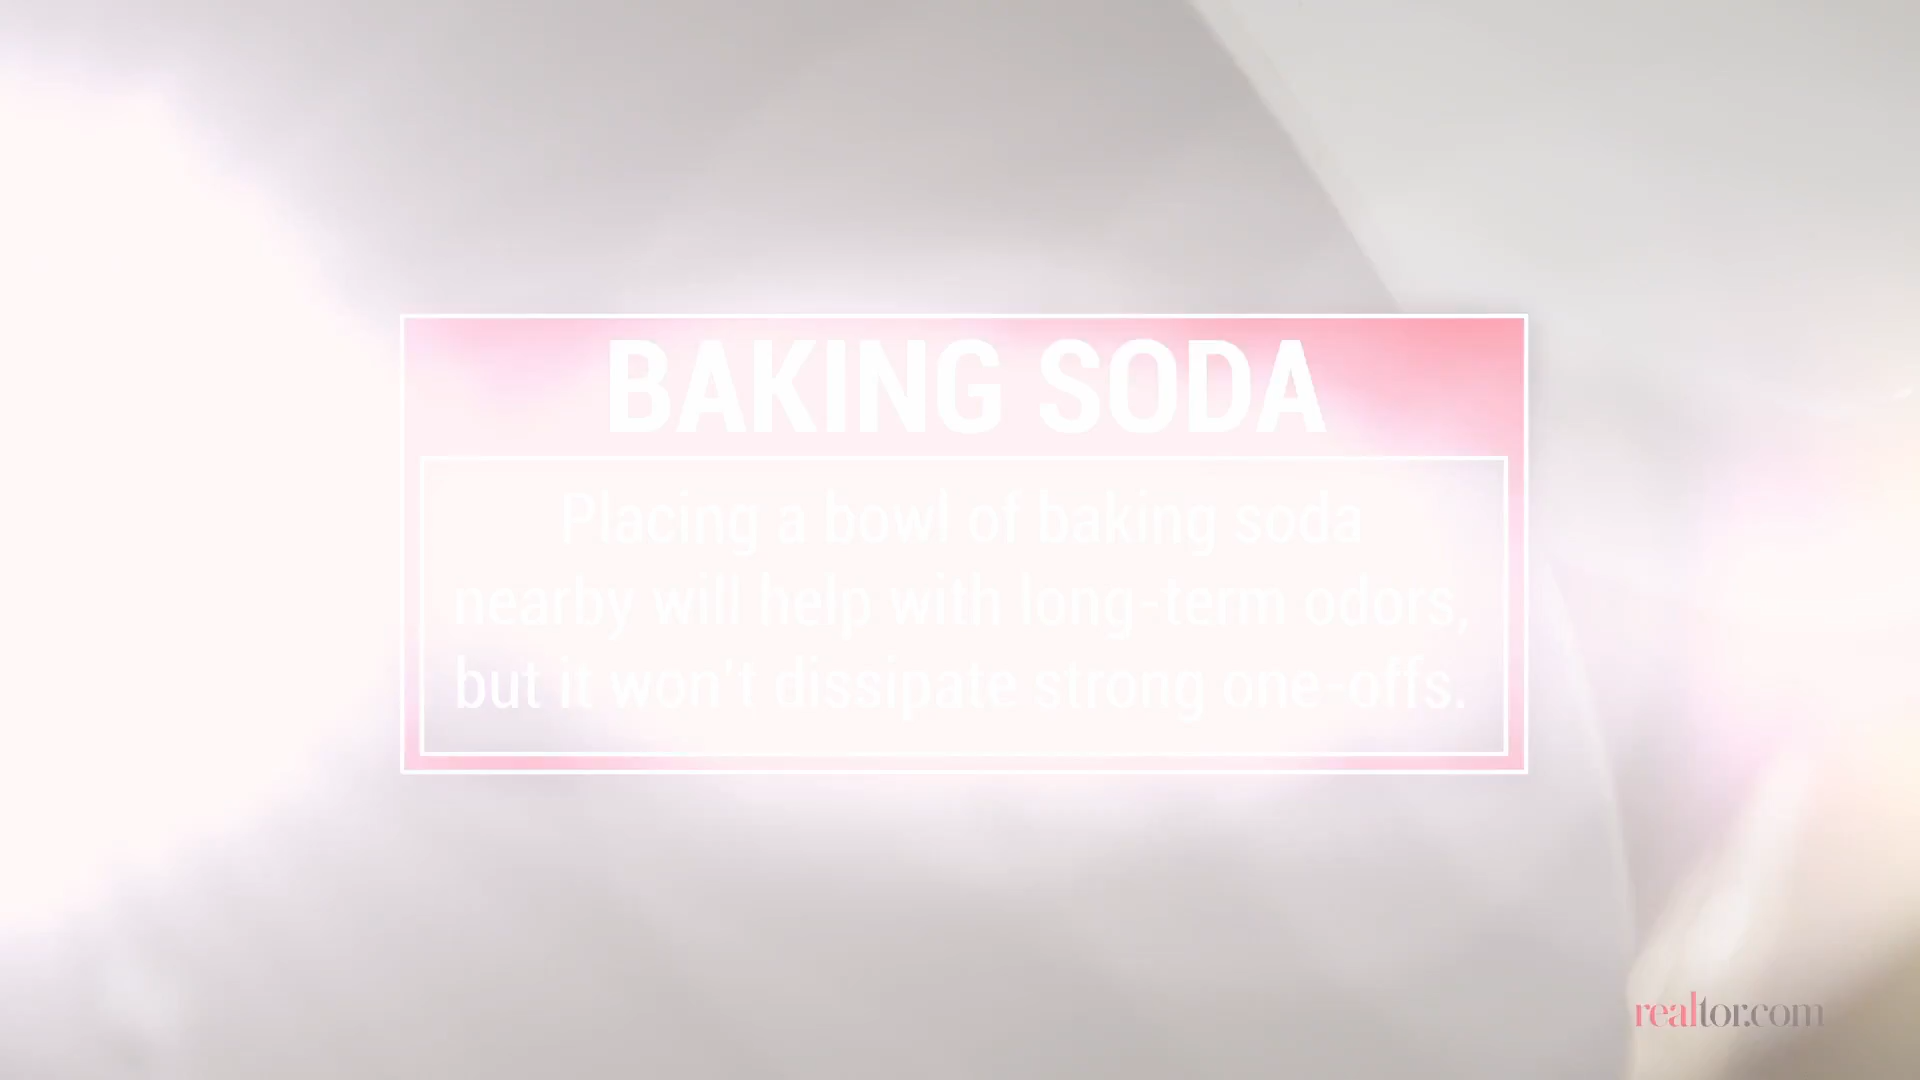 BAKING SODA
Placing a bowl of baking soda
nearby will help with long-term odors,
but it won't dissipate strong one-offs.
realtor.com